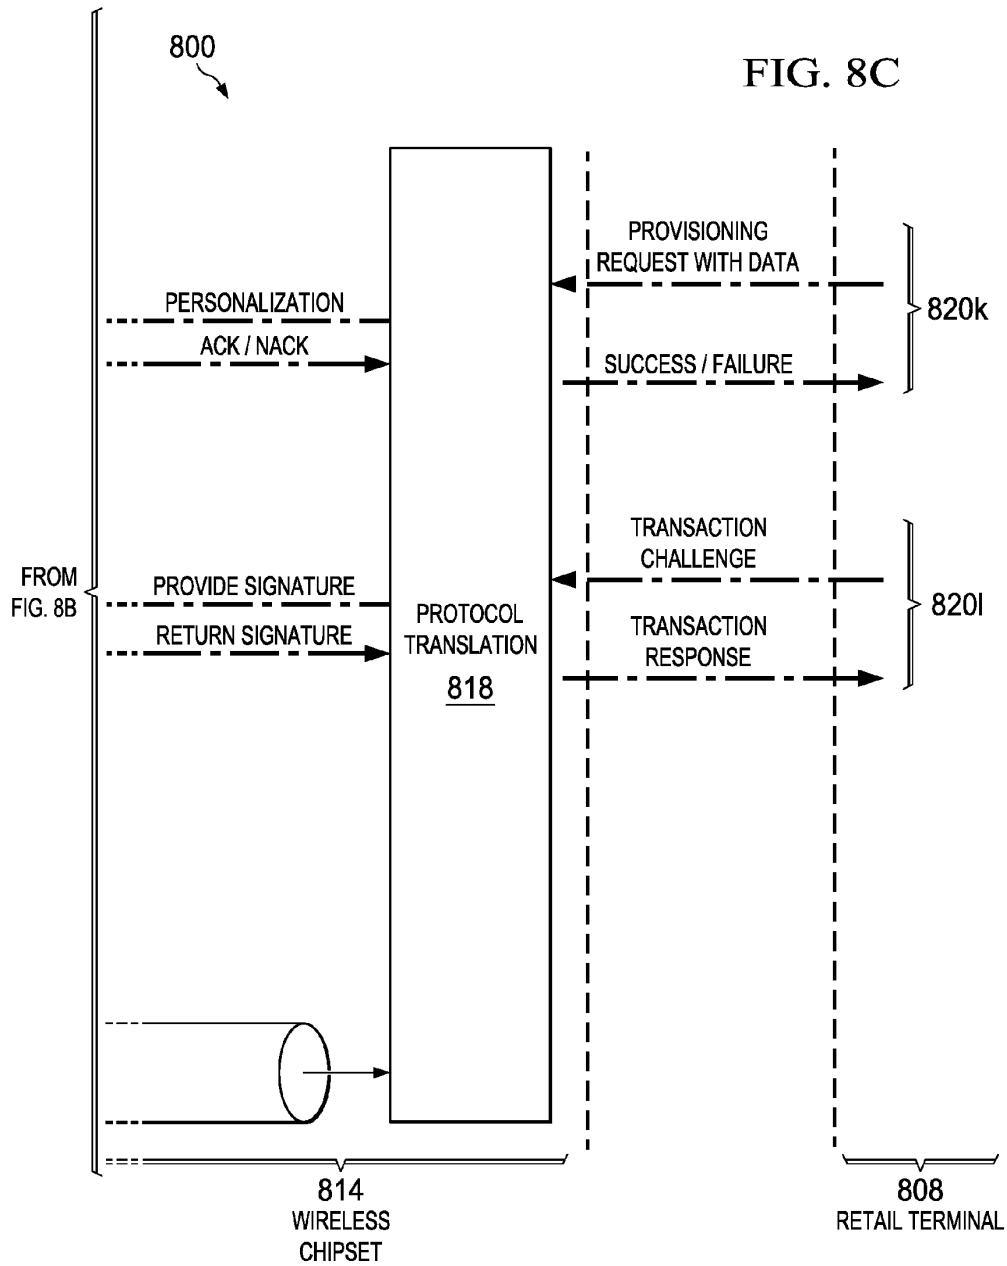 800
FIG. 8C
PROVISIONING
REQUEST WITH DATA
820k
PERSONALIZATION
ACK / NACK
SUCCESS / FAILURE
TRANSACTION
CHALLENGE
820l
FROM
FIG. 8B
PROVIDE SIGNATURE
RETURN SIGNATURE
PROTOCOL
TRANSLATION
818
TRANSACTION
RESPONSE
814
WIRELESS
CHIPSET
808
RETAIL TERMINAL